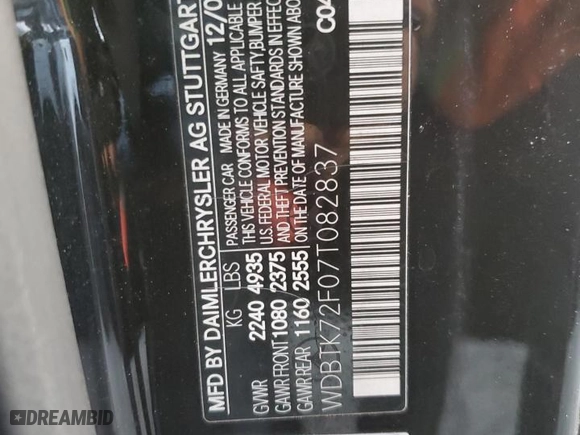 MFD BY DAIMLERCHRYSLER AG STUTTGART
MADE IN GERMANY 12/0
KG LBS PASSENGER CAR
GVWR 2240 4935
GAWR FRONT 1080 2375
GAWR REAR 1160 2555
THIS VEHICLE CONFORMS TO ALL APPLICABLE
U.S. FEDERAL MOTOR VEHICLE SAFTY, BUMPER
AND THEFT PREVENTION STANDARDS IN EFFEC
ON THE DATE OF MANUFACTURE SHOWN ABO
WDBTK72F07T082837
C04
DREAMBID